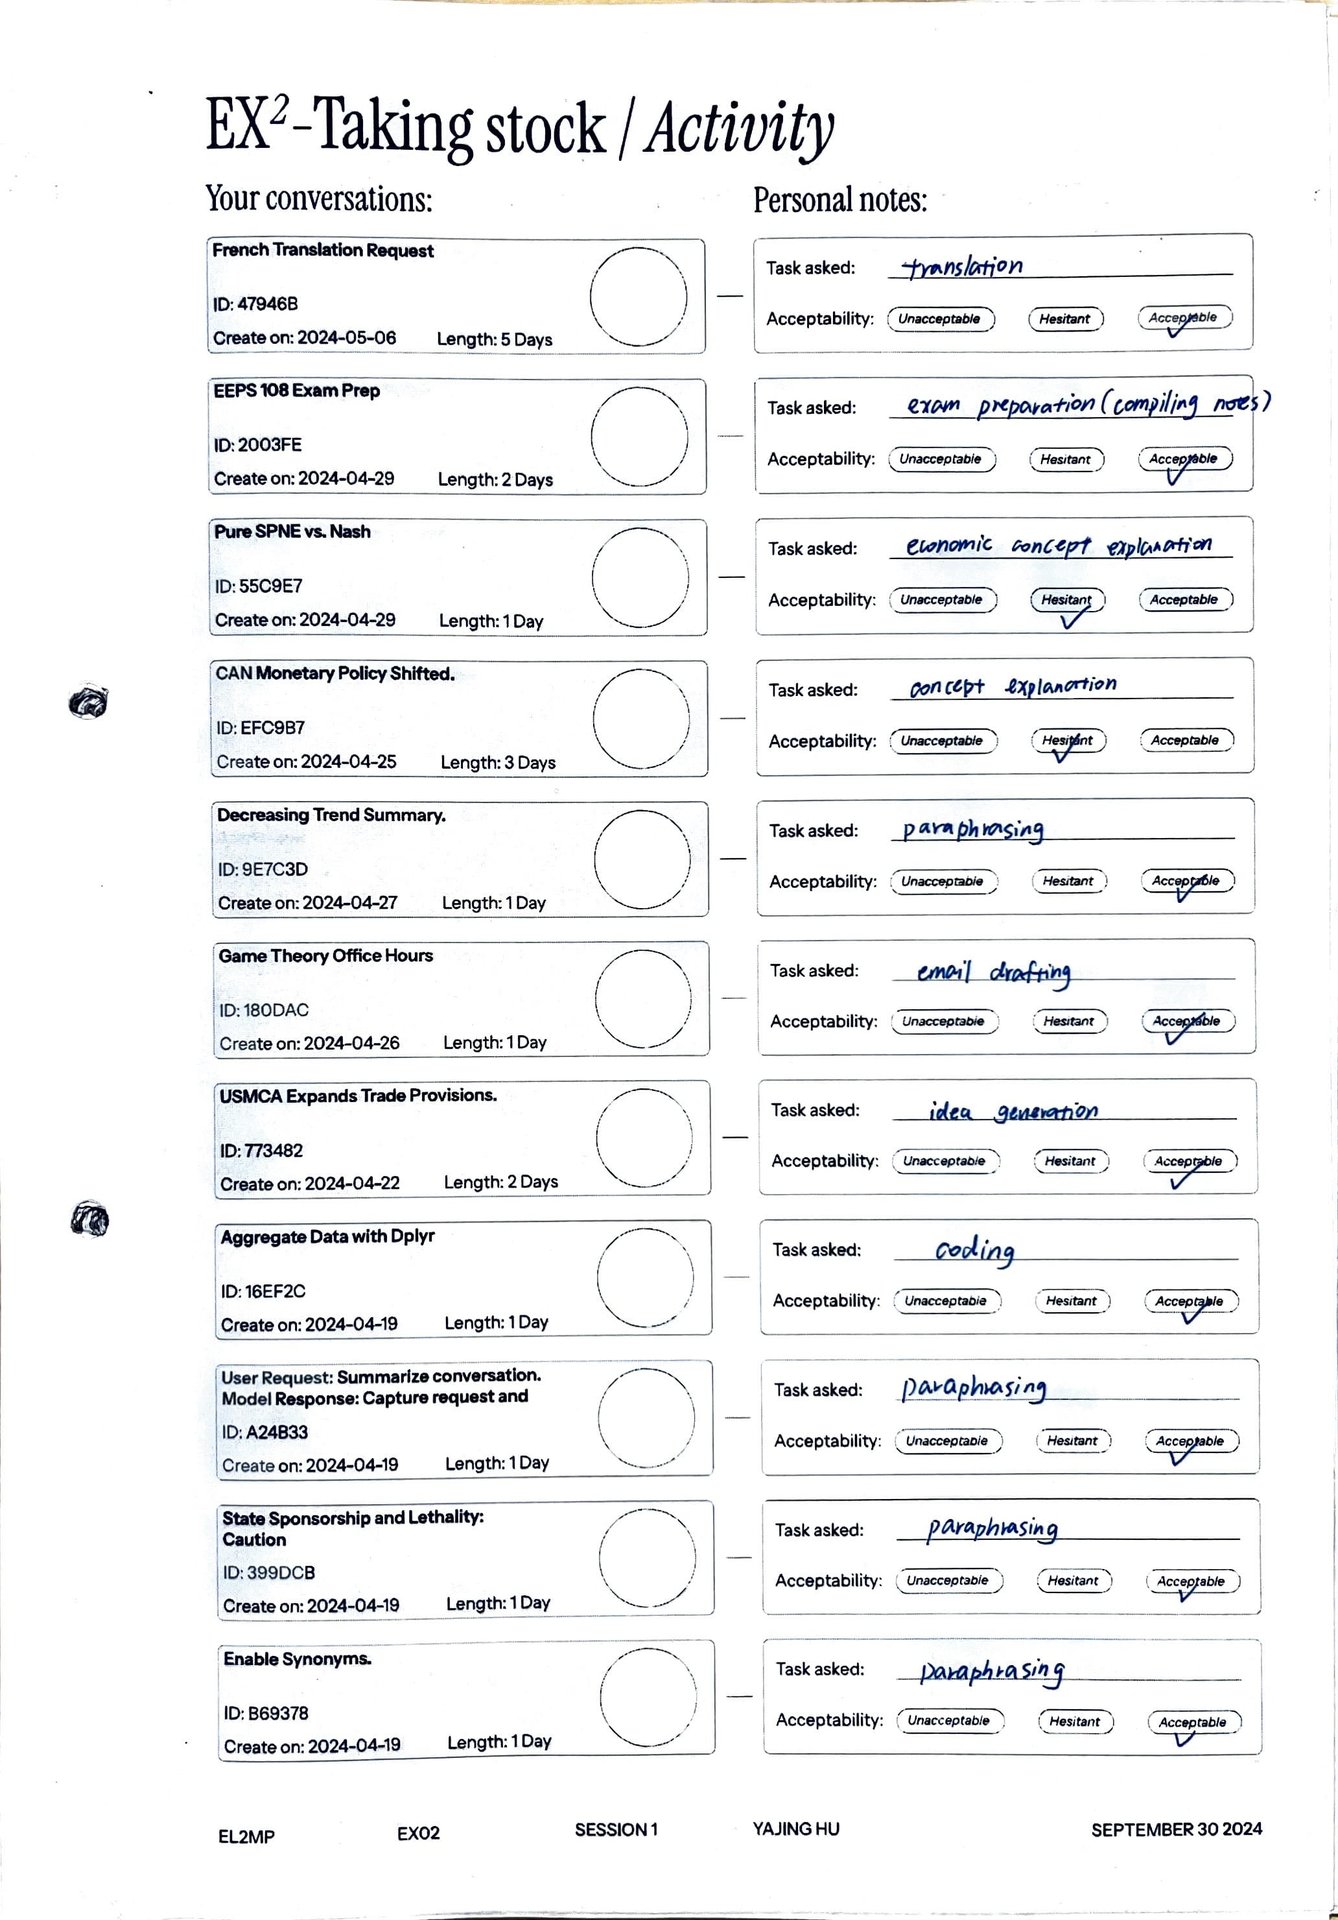 EX²-Taking stock / Activity
Your conversations:
Personal notes:
French Translation Request
ID: 47946B
Create on: 2024-05-06 Length: 5 Days
Task asked: translation
Acceptability: Unacceptable Hesitant Acceptable
EEPS 108 Exam Prep
ID: 2003FE
Create on: 2024-04-29 Length: 2 Days
Task asked: exam preparation (compiling notes)
Acceptability: Unacceptable Hesitant Acceptable
Pure SPNE vs. Nash
ID: 55C9E7
Create on: 2024-04-29 Length: 1 Day
Task asked: economic concept explanation
Acceptability: Unacceptable Hesitant Acceptable
CAN Monetary Policy Shifted.
ID: EFC9B7
Create on: 2024-04-25 Length: 3 Days
Task asked: concept explanation
Acceptability: Unacceptable Hesitant Acceptable
Decreasing Trend Summary.
ID: 9E7C3D
Create on: 2024-04-27 Length: 1 Day
Task asked: paraphrasing
Acceptability: Unacceptable Hesitant Acceptable
Game Theory Office Hours
ID: 180DAC
Create on: 2024-04-26 Length: 1 Day
Task asked: email drafting
Acceptability: Unacceptable Hesitant Acceptable
USMCA Expands Trade Provisions.
ID: 773482
Create on: 2024-04-22 Length: 2 Days
Task asked: idea generation
Acceptability: Unacceptable Hesitant Acceptable
Aggregate Data with Dplyr
ID: 16EF2C
Create on: 2024-04-19 Length: 1 Day
Task asked: coding
Acceptability: Unacceptable Hesitant Acceptable
User Request: Summarize conversation.
Model Response: Capture request and
ID: A24B33
Create on: 2024-04-19 Length: 1 Day
Task asked: paraphrasing
Acceptability: Unacceptable Hesitant Acceptable
State Sponsorship and Lethality:
Caution
ID: 399DCB
Create on: 2024-04-19 Length: 1 Day
Task asked: paraphrasing
Acceptability: Unacceptable Hesitant Acceptable
Enable Synonyms.
ID: B69378
Create on: 2024-04-19 Length: 1 Day
Task asked: paraphrasing
Acceptability: Unacceptable Hesitant Acceptable
EL2MP EX02 SESSION 1 YAJING HU SEPTEMBER 30 2024